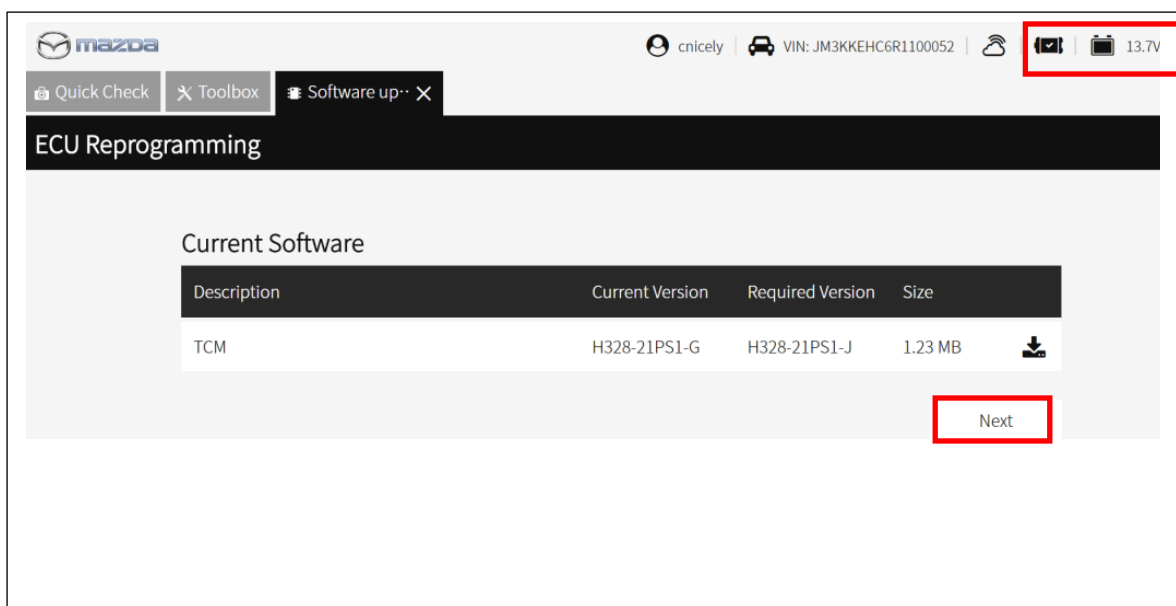 mazda cnicely VIN: JM3KKEHC6R1100052 13.7V
Quick Check Toolbox Software up··
ECU Reprogramming
Current Software
Description Current Version Required Version Size
TCM H328-21PS1-G H328-21PS1-J 1.23 MB
Next